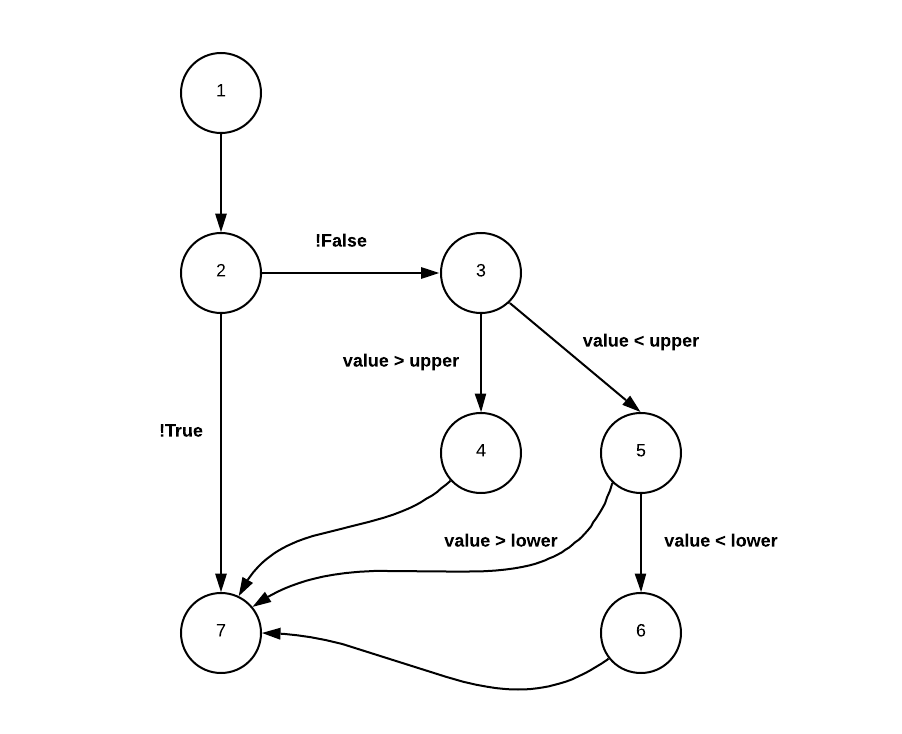 1
!False
2
3
value < upper
value > upper
!True
4
5
value > lower
value < lower
7
6